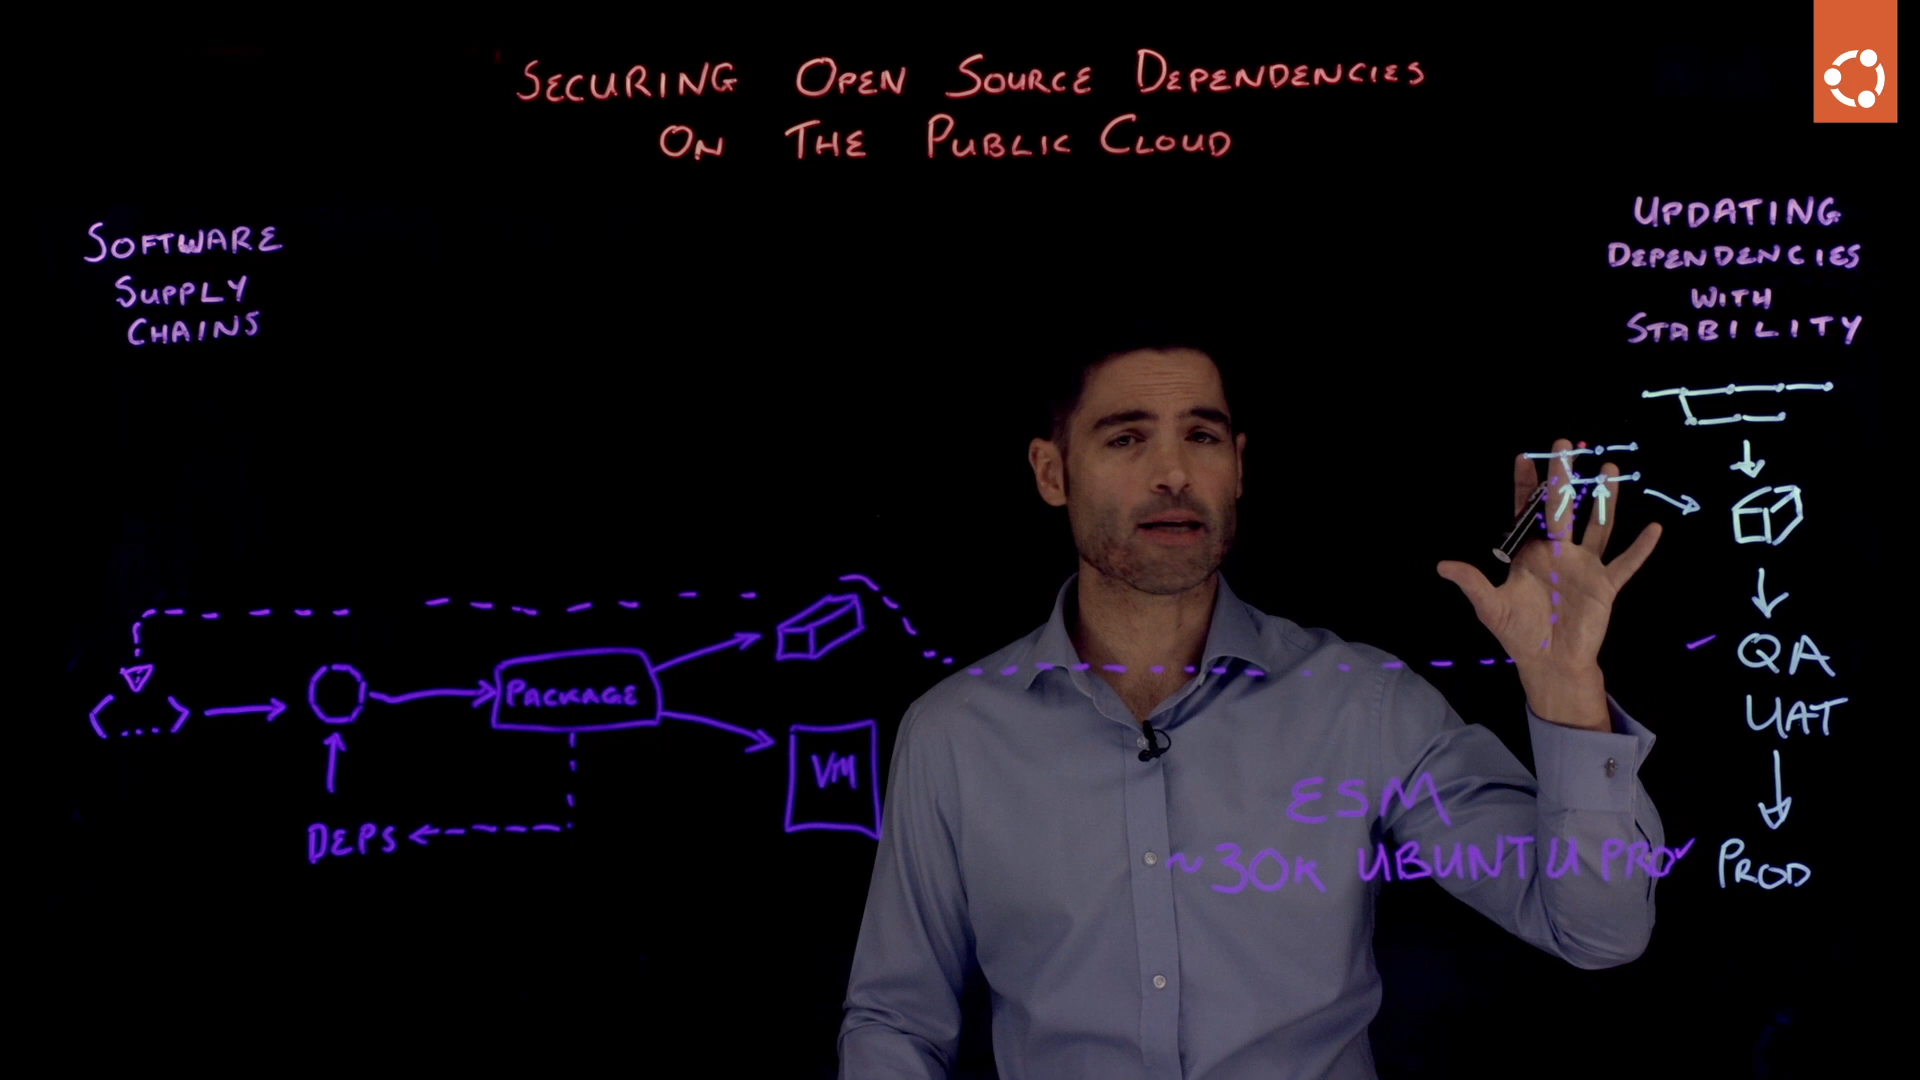 SECURING OPEN SOURCE DEPENDENCIES
ON THE PUBLIC CLOUD
SOFTWARE
SUPPLY
CHAINS
UPDATING
DEPENDENCIES
WITH
STABILITY
<...>
PACKAGE
VM
DEPS
ESM
~30K UBUNTU PRO
QA
UAT
PROD